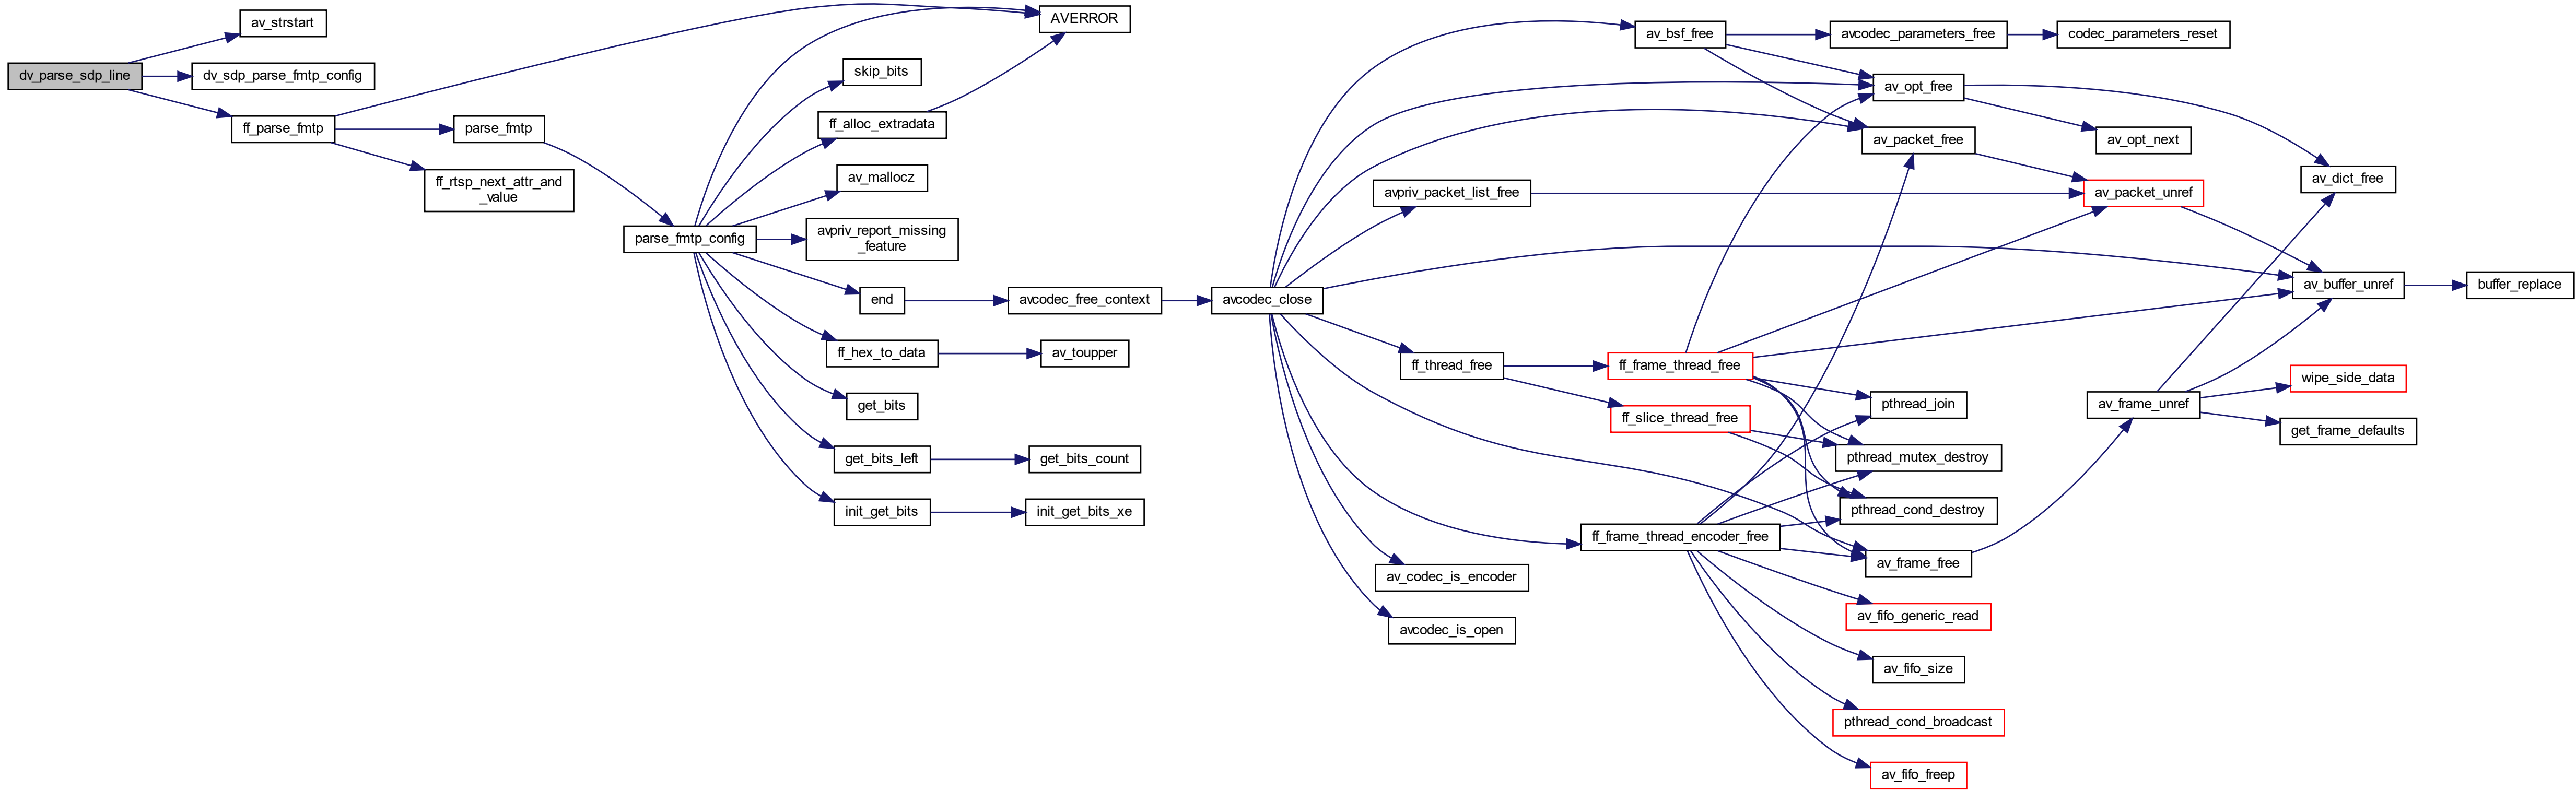 dv_parse_sdp_line
av_strstart
dv_sdp_parse_fmtp_config
ff_parse_fmtp
parse_fmtp
ff_rtsp_next_attr_and
_value
parse_fmtp_config
AVERROR
skip_bits
ff_alloc_extradata
av_mallocz
avpriv_report_missing
_feature
end
ff_hex_to_data
get_bits
get_bits_left
init_get_bits
avcodec_free_context
av_toupper
get_bits_count
init_get_bits_xe
avcodec_close
avpriv_packet_list_free
ff_thread_free
av_codec_is_encoder
avcodec_is_open
av_bsf_free
ff_frame_thread_free
ff_slice_thread_free
ff_frame_thread_encoder_free
avcodec_parameters_free
av_opt_free
av_packet_free
pthread_join
pthread_mutex_destroy
pthread_cond_destroy
av_frame_free
av_fifo_generic_read
av_fifo_size
pthread_cond_broadcast
av_fifo_freep
codec_parameters_reset
av_opt_next
av_packet_unref
av_frame_unref
av_dict_free
av_buffer_unref
wipe_side_data
get_frame_defaults
buffer_replace